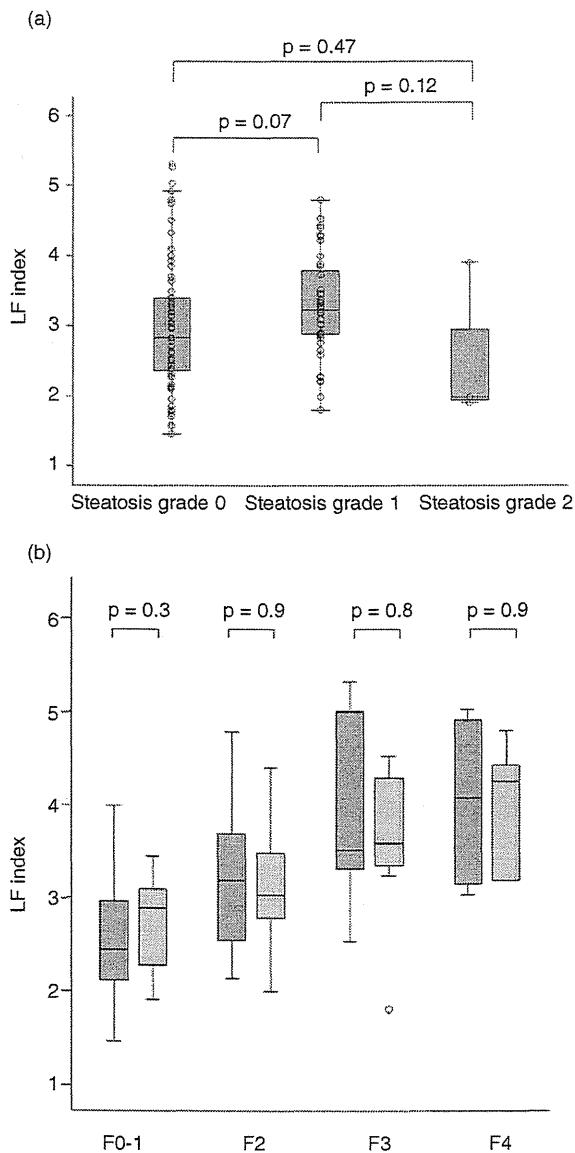 (a)
p = 0.47
p = 0.12
p = 0.07
6
5
4
3
2
1
LF index
Steatosis grade 0 Steatosis grade 1 Steatosis grade 2
(b)
p = 0.3 p = 0.9 p = 0.8 p = 0.9
6
5
4
3
2
1
LF index
F0-1 F2 F3 F4